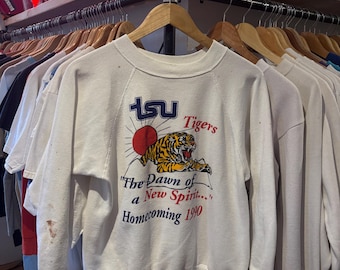 tsu
Tigers
"The Dawn of
a New Spirit..."
Homecoming 1990